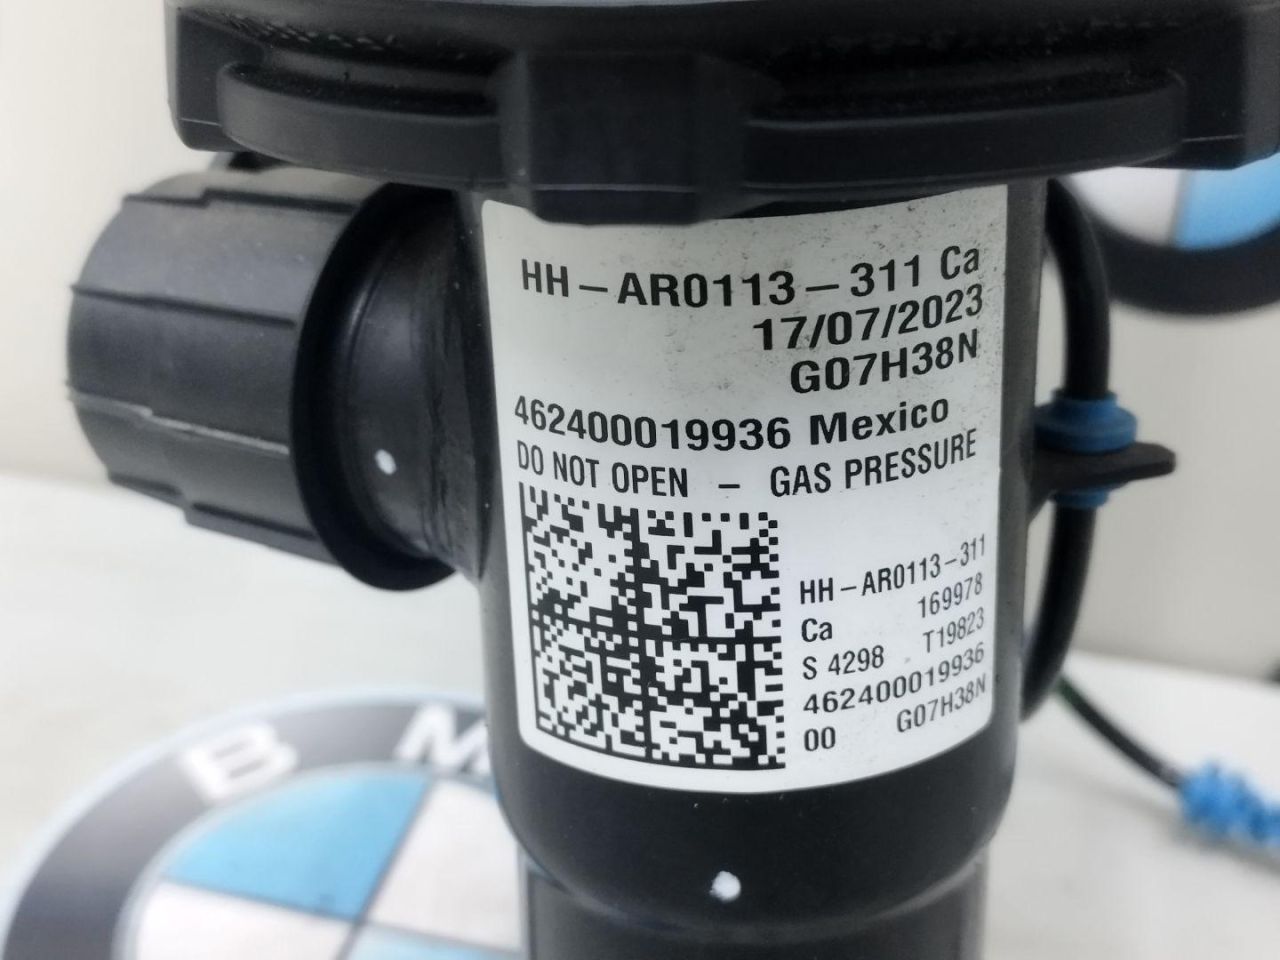 HH-AR0113-311 Ca
17/07/2023
G07H38N
462400019936 Mexico
DO NOT OPEN - GAS PRESSURE
HH-AR0113-311
169978
Ca
S 4298 T19823
462400019936
00 G07H38N
B M